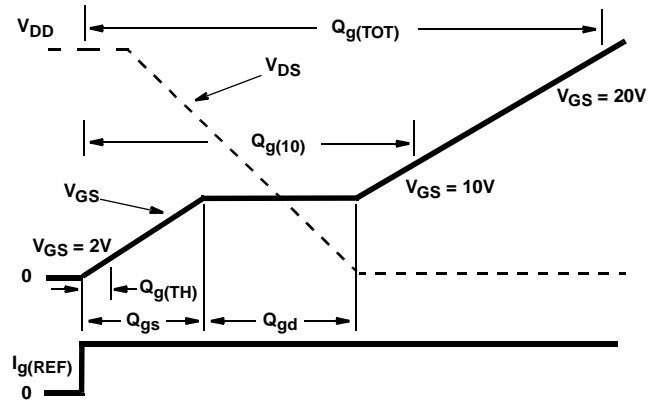 V_DD
Q_g(TOT)
V_DS
V_GS = 20V
Q_g(10)
V_GS
V_GS = 10V
V_GS = 2V
0
Q_g(TH)
Q_gs
Q_gd
I_g(REF)
0